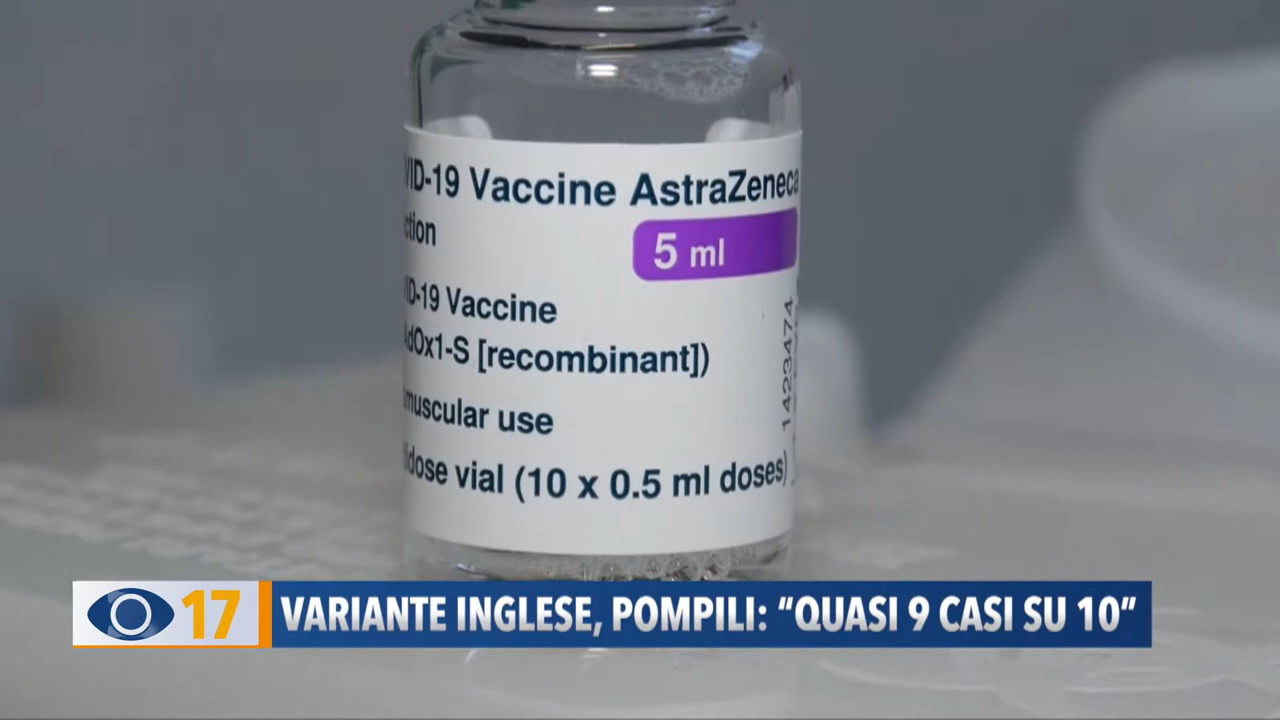 VID-19 Vaccine AstraZeneca
ction
5 ml
ID-19 Vaccine
AdOx1-S [recombinant])
muscular use
dose vial (10 x 0.5 ml doses)
1423474
17 VARIANTE INGLESE, POMPILI: “QUASI 9 CASI SU 10”